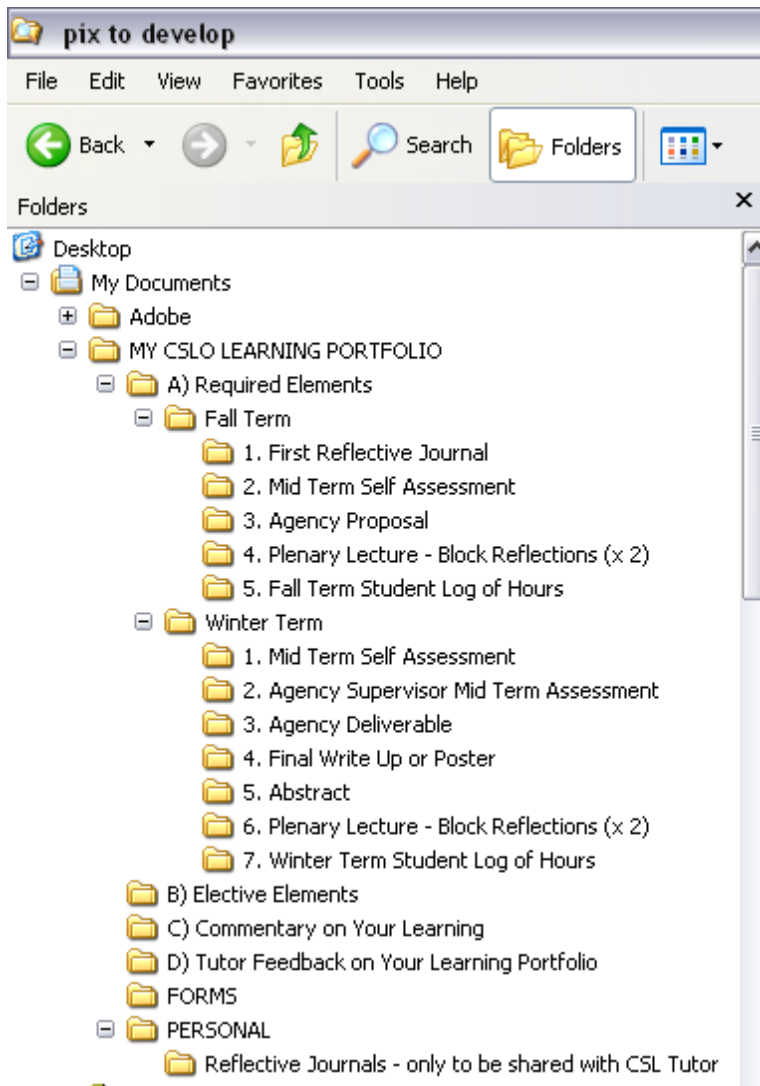 pix to develop
File Edit View Favorites Tools Help
Back Search Folders
Folders
Desktop
My Documents
Adobe
MY CSLO LEARNING PORTFOLIO
A) Required Elements
Fall Term
1. First Reflective Journal
2. Mid Term Self Assessment
3. Agency Proposal
4. Plenary Lecture - Block Reflections (x 2)
5. Fall Term Student Log of Hours
Winter Term
1. Mid Term Self Assessment
2. Agency Supervisor Mid Term Assessment
3. Agency Deliverable
4. Final Write Up or Poster
5. Abstract
6. Plenary Lecture - Block Reflections (x 2)
7. Winter Term Student Log of Hours
B) Elective Elements
C) Commentary on Your Learning
D) Tutor Feedback on Your Learning Portfolio
FORMS
PERSONAL
Reflective Journals - only to be shared with CSL Tutor